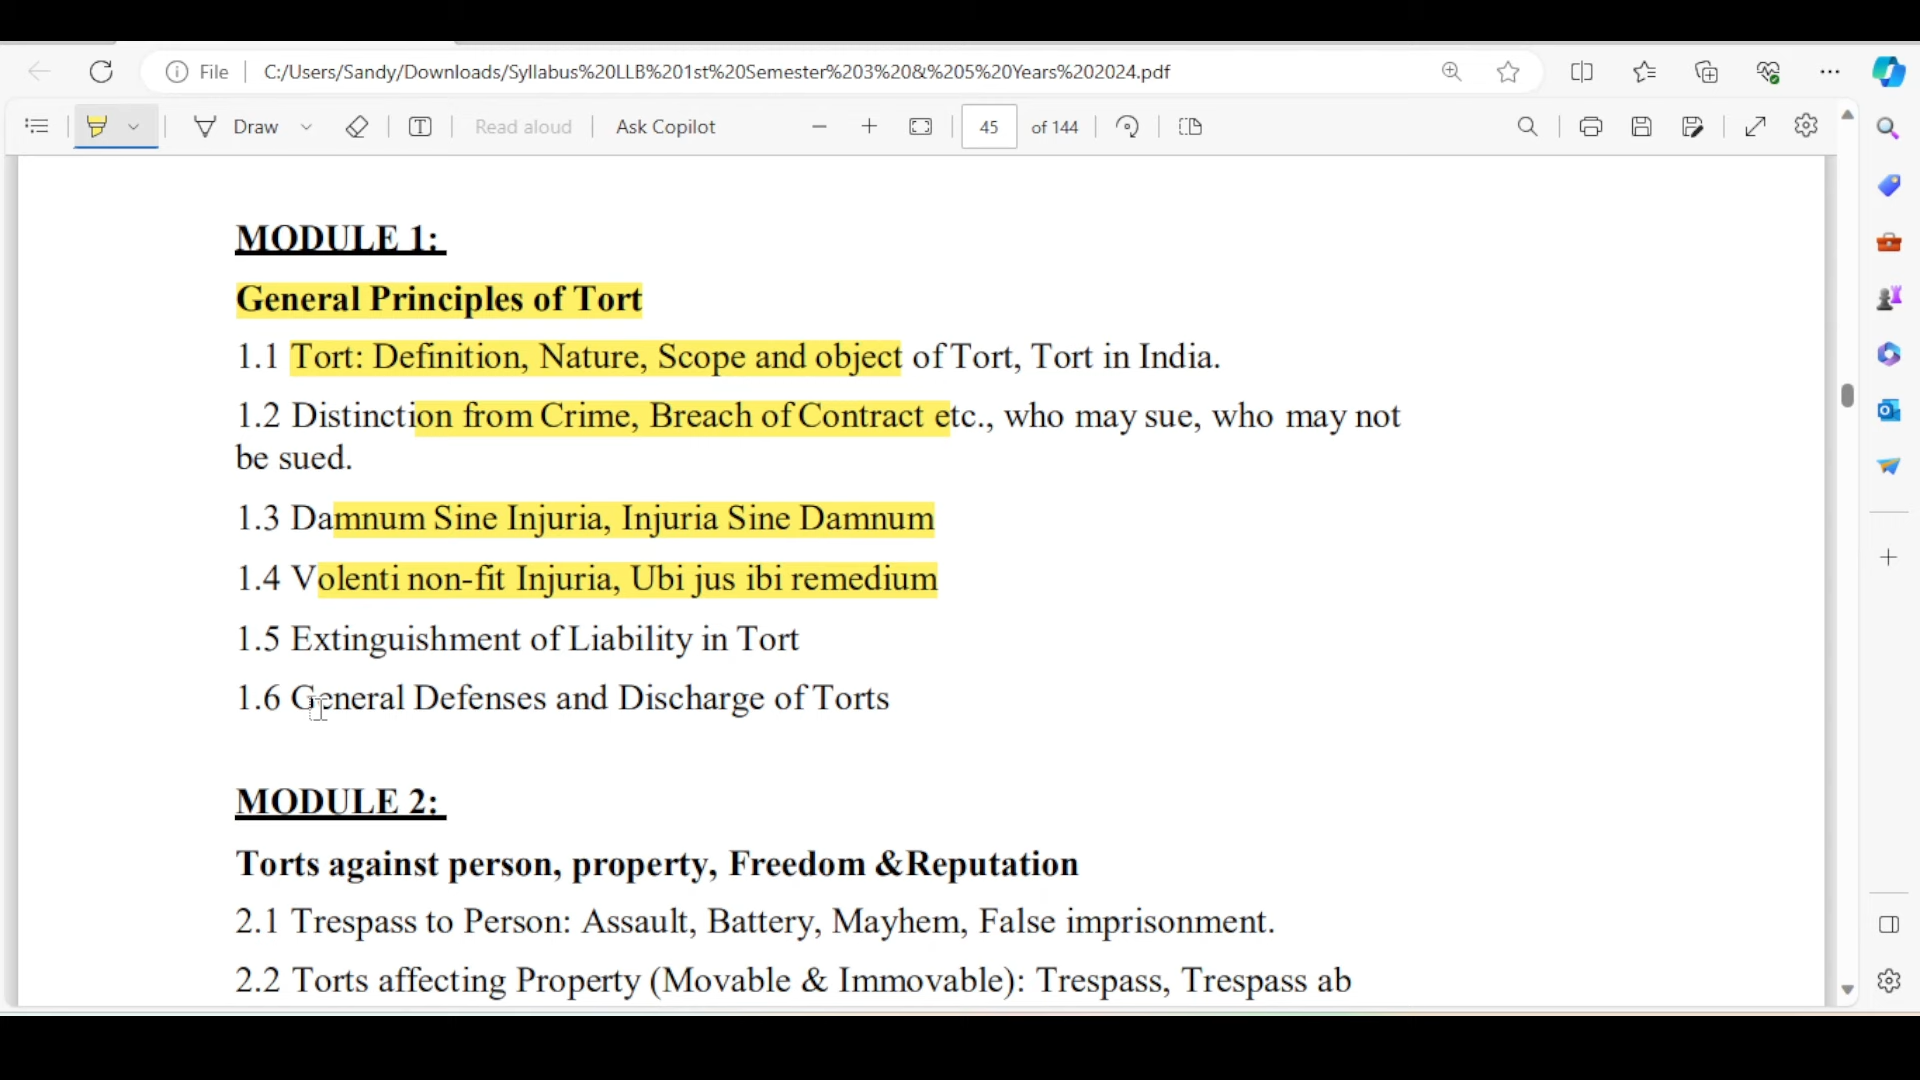 File
C:/Users/Sandy/Downloads/Syllabus%20LLB%201st%20Semester%203%20&%205%20Years%202024.pdf
Draw
Read aloud
Ask Copilot
45
of 144
MODULE 1:
General Principles of Tort
1.1 Tort: Definition, Nature, Scope and object of Tort, Tort in India.
1.2 Distinction from Crime, Breach of Contract etc., who may sue, who may not
be sued.
1.3 Damnum Sine Injuria, Injuria Sine Damnum
1.4 Volenti non-fit Injuria, Ubi jus ibi remedium
1.5 Extinguishment of Liability in Tort
1.6 General Defenses and Discharge of Torts
MODULE 2:
Torts against person, property, Freedom &Reputation
2.1 Trespass to Person: Assault, Battery, Mayhem, False imprisonment.
2.2 Torts affecting Property (Movable & Immovable): Trespass, Trespass ab